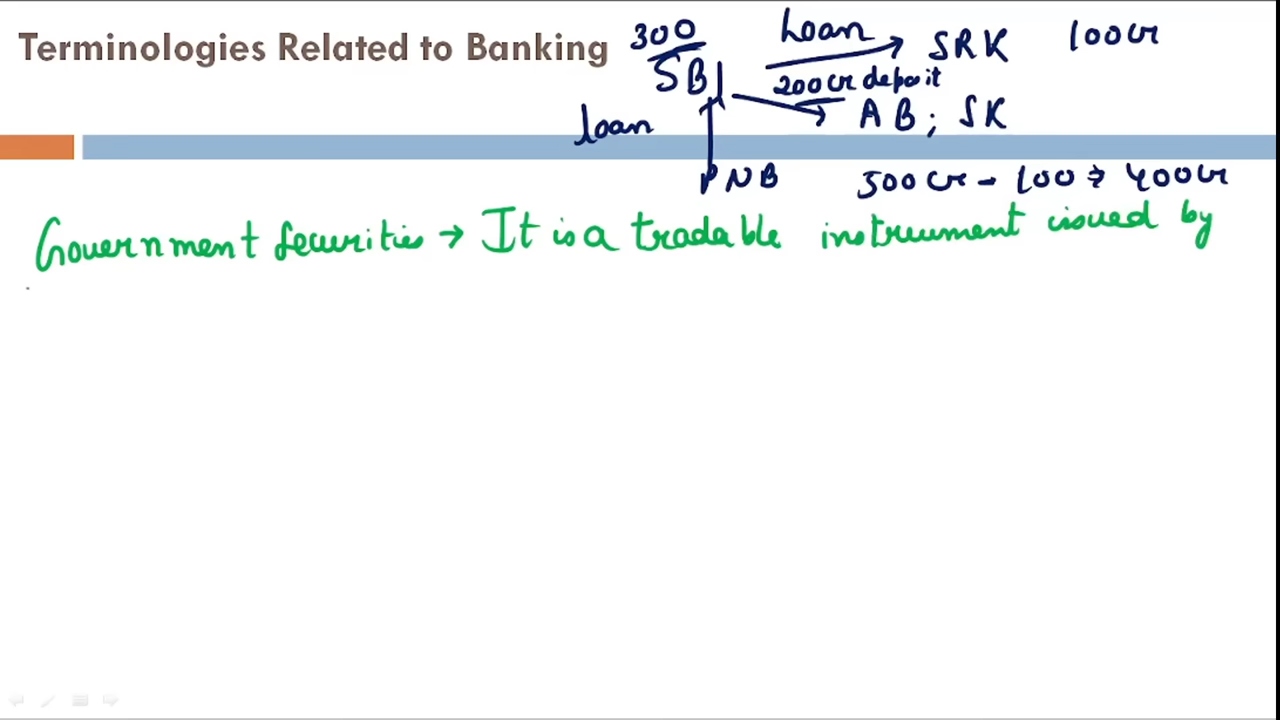 Terminologies Related to Banking
300 Loan SRK 100cr
SBI 200cr deposit
loan AB; SK
PNB 500cr - 100 → 400cr
Government Securities → It is a tradable instrument issued by